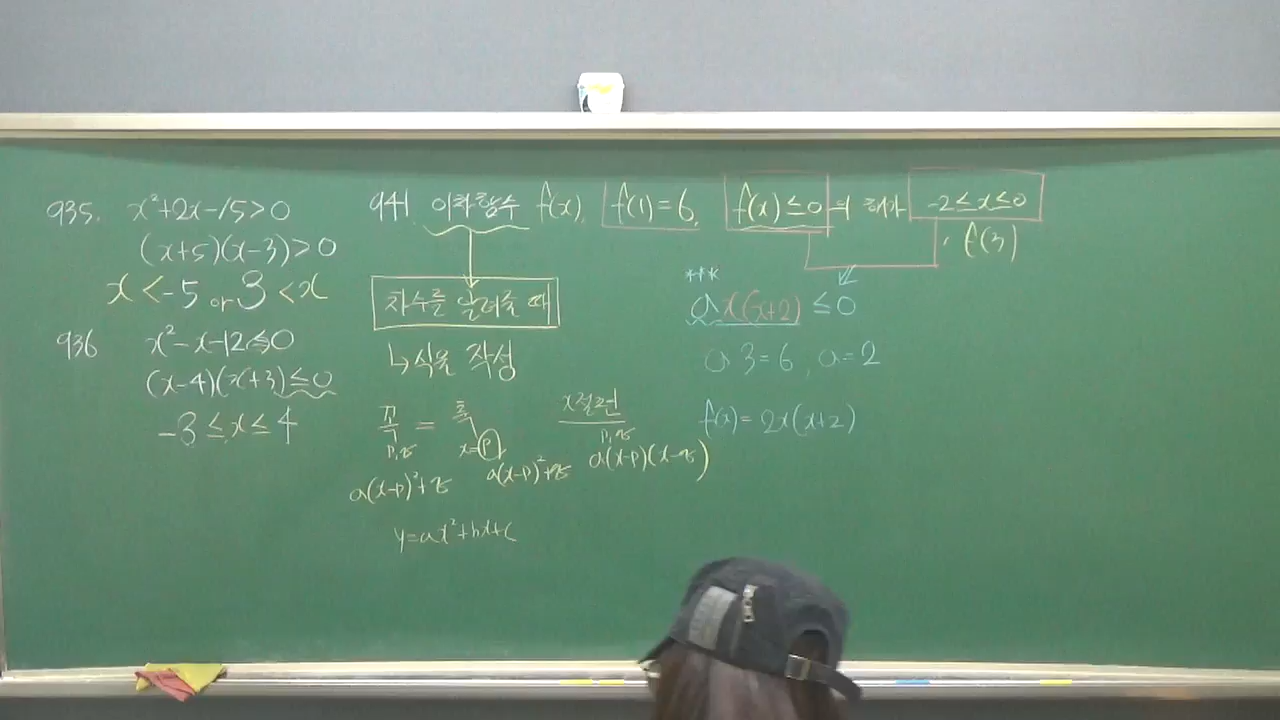 935. x²+2x-15>0
(x+5)(x-3)>0
x<-5 or 3<x
936 x²-x-12≤0
(x-4)(x+3)≤0
-3≤x≤4
941 이차함수 f(x), f(1)=6, f(x)≤0의 해가 -2≤x≤0
, f(3)
차수를 알려줄 때
↳식을 작성
꼭 = 축 x절편
p,q x=p p,q
a(x-p)²+q a(x-p)²+q a(x-p)(x-q)
y=ax²+bx+c
***
a x(x+2) ≤0
a 3=6, a=2
f(x)=2x(x+2)